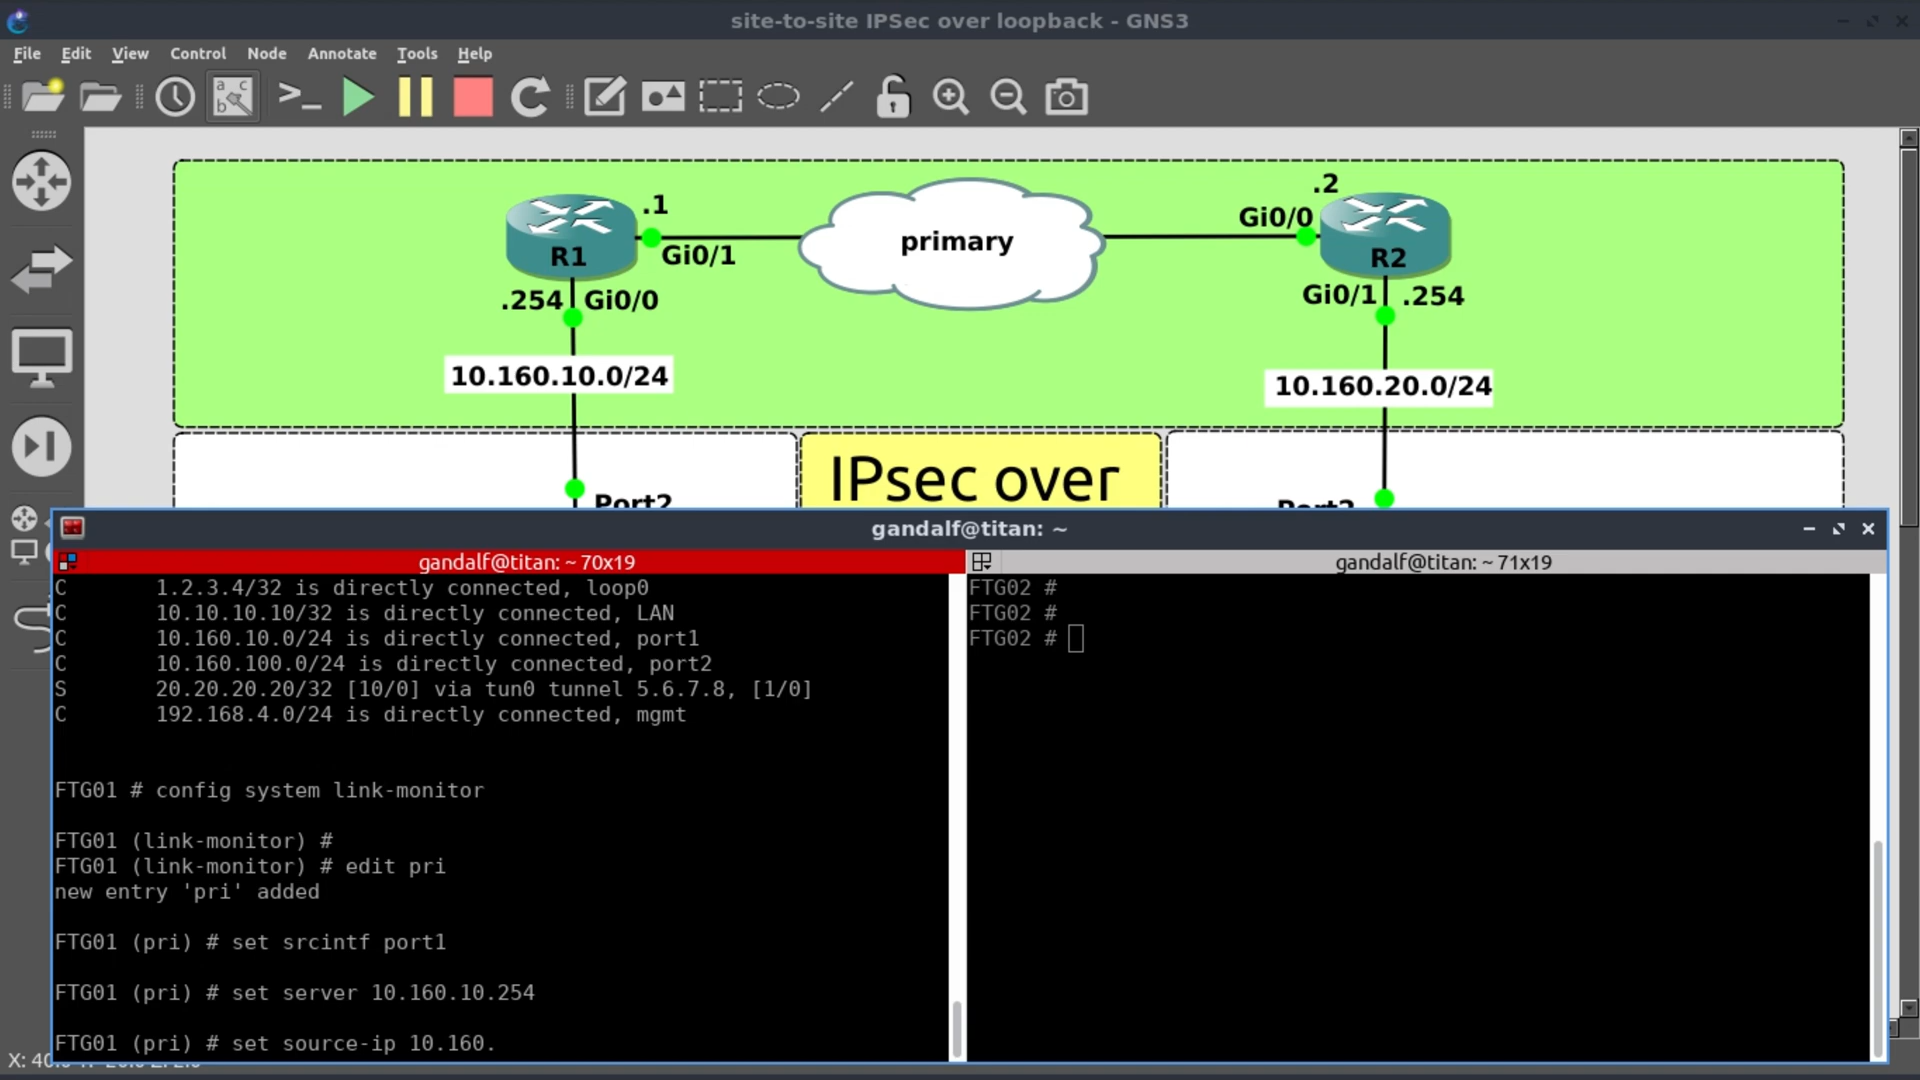 site-to-site IPSec over loopback - GNS3
File Edit View Control Node Annotate Tools Help
a c
b
>_
.1
primary
.2
Gi0/0
R1
Gi0/1
R2
.254
Gi0/0
Gi0/1
.254
10.160.10.0/24
10.160.20.0/24
IPsec over
Port2
gandalf@titan: ~
gandalf@titan: ~ 70x19
gandalf@titan: ~ 71x19
C 1.2.3.4/32 is directly connected, loop0
C 10.10.10.10/32 is directly connected, LAN
C 10.160.10.0/24 is directly connected, port1
C 10.160.100.0/24 is directly connected, port2
S 20.20.20.20/32 [10/0] via tun0 tunnel 5.6.7.8, [1/0]
C 192.168.4.0/24 is directly connected, mgmt
FTG01 # config system link-monitor
FTG01 (link-monitor) #
FTG01 (link-monitor) # edit pri
new entry 'pri' added
FTG01 (pri) # set srcintf port1
FTG01 (pri) # set server 10.160.10.254
FTG01 (pri) # set source-ip 10.160.
FTG02 #
FTG02 #
FTG02 #